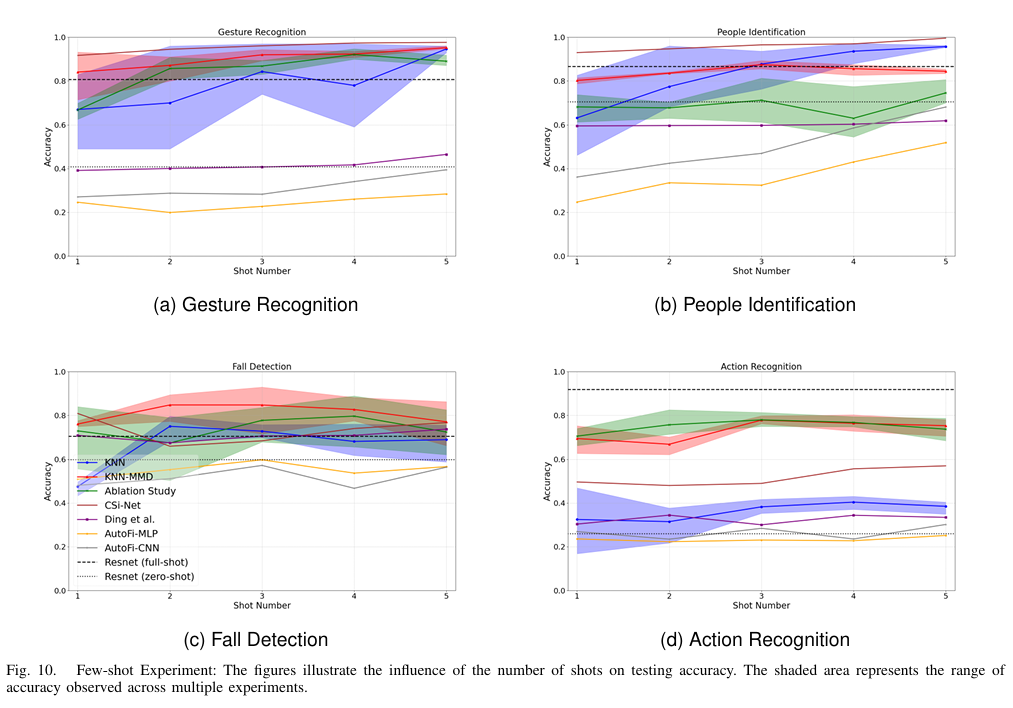 Gesture Recognition
1.0
0.8
0.6
0.4
0.2
0.0
Accuracy
1 2 3 4 5
Shot Number
(a) Gesture Recognition
People Identification
1.0
0.8
0.6
0.4
0.2
0.0
Accuracy
1 2 3 4 5
Shot Number
(b) People Identification
Fall Detection
1.0
0.8
0.6
0.4
0.2
0.0
Accuracy
KNN
KNN-MMD
Ablation Study
CSI-Net
Ding et al.
AutoFi-MLP
AutoFi-CNN
Resnet (full-shot)
Resnet (zero-shot)
1 2 3 4 5
Shot Number
(c) Fall Detection
Action Recognition
1.0
0.8
0.6
0.4
0.2
0.0
Accuracy
1 2 3 4 5
Shot Number
(d) Action Recognition
Fig. 10. Few-shot Experiment: The figures illustrate the influence of the number of shots on testing accuracy. The shaded area represents the range of
accuracy observed across multiple experiments.